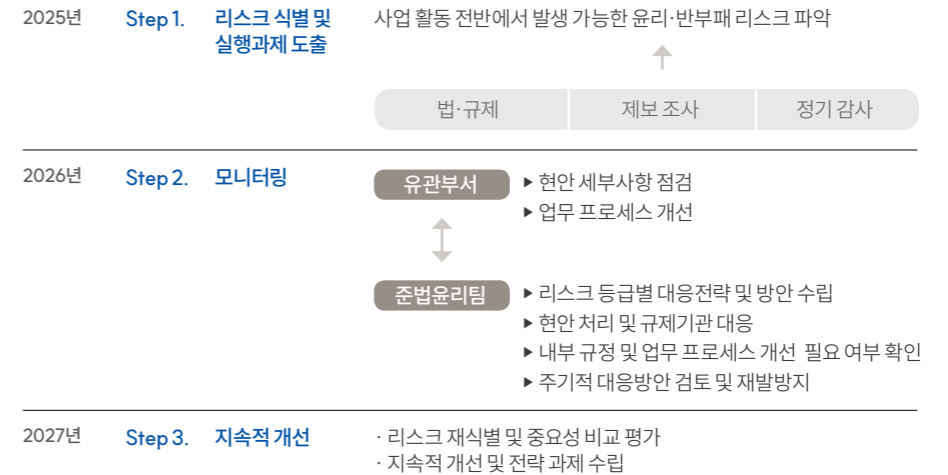 2025년 Step 1. 리스크 식별 및 실행과제 도출
사업 활동 전반에서 발생 가능한 윤리·반부패 리스크 파악
법·규제 제보 조사 정기 감사
2026년 Step 2. 모니터링
유관부서
▶ 현안 세부사항 점검
▶ 업무 프로세스 개선
준법윤리팀
▶ 리스크 등급별 대응전략 및 방안 수립
▶ 현안 처리 및 규제기관 대응
▶ 내부 규정 및 업무 프로세스 개선 필요 여부 확인
▶ 주기적 대응방안 검토 및 재발방지
2027년 Step 3. 지속적 개선
· 리스크 재식별 및 중요성 비교 평가
· 지속적 개선 및 전략 과제 수립